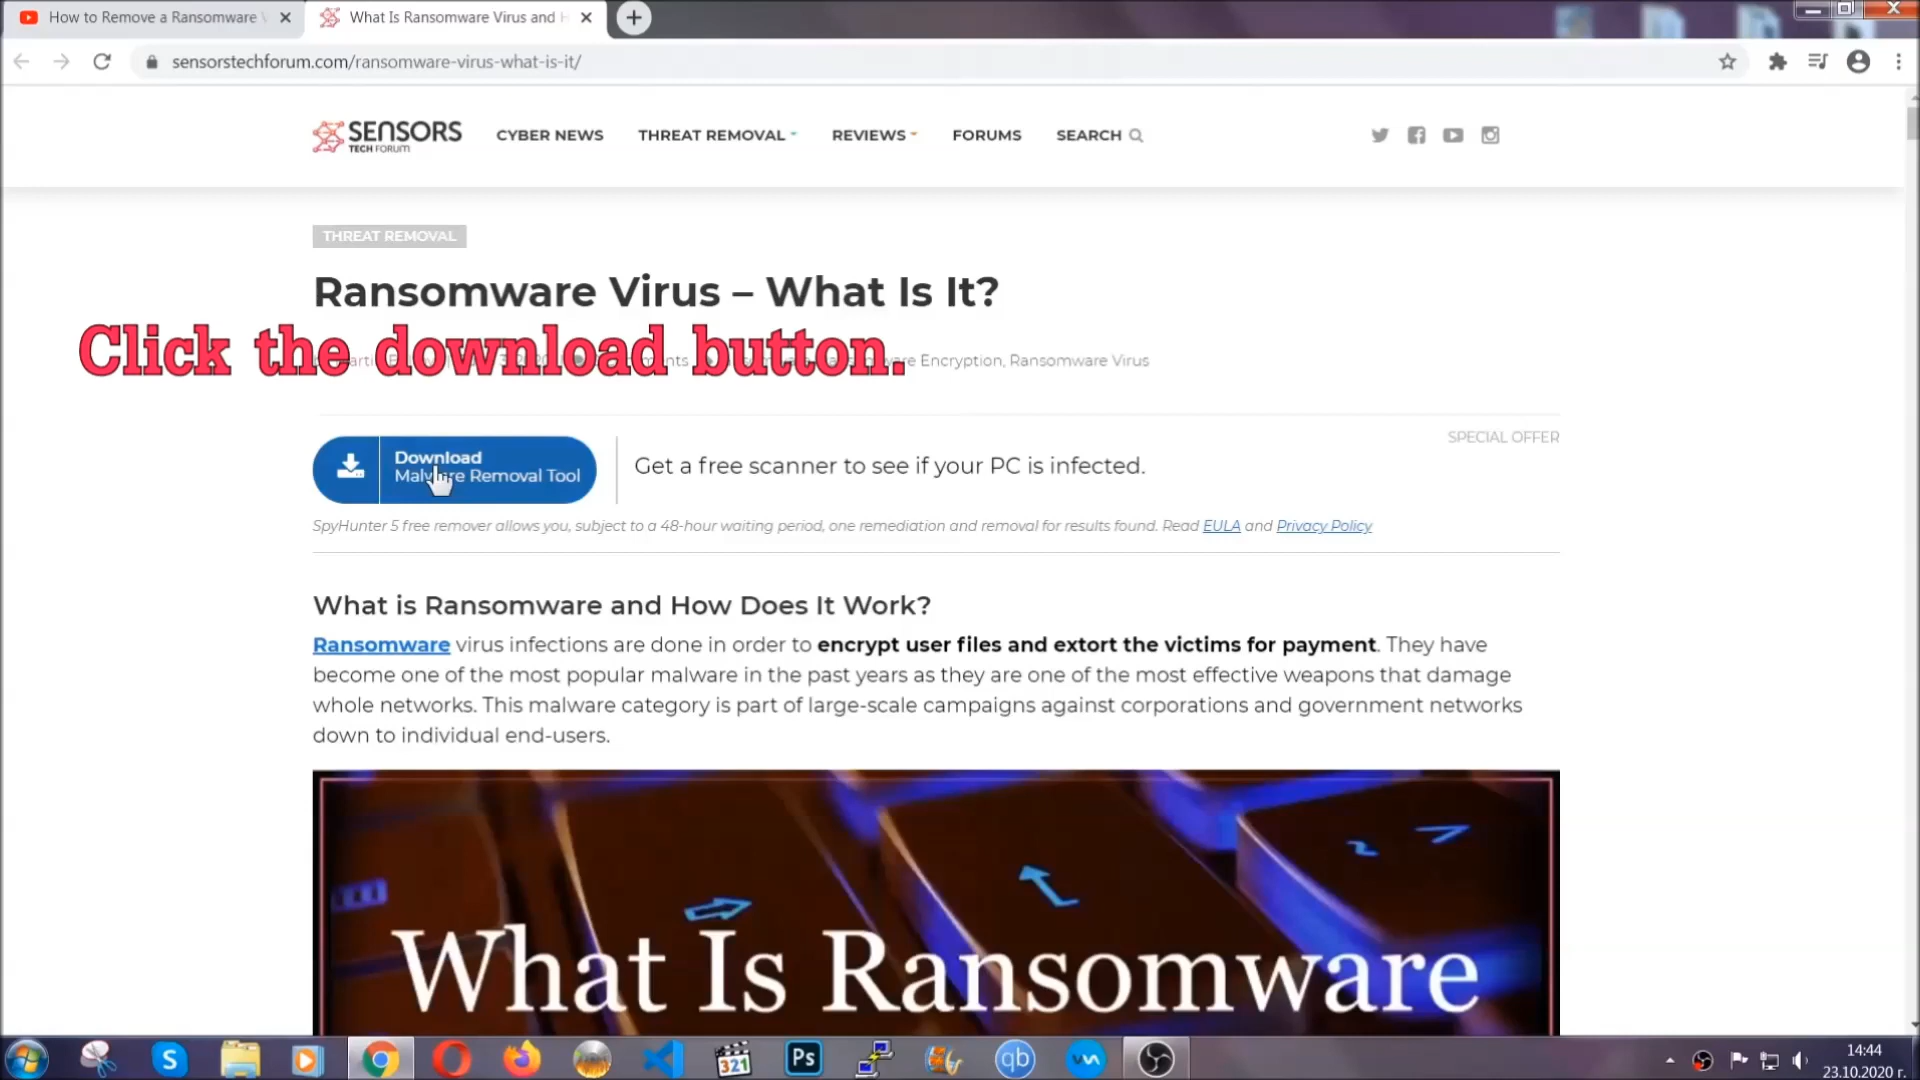 How to Remove a Ransomware
What Is Ransomware Virus and
sensorstechforum.com/ransomware-virus-what-is-it/
SENSORS
TECH FORUM
CYBER NEWS
THREAT REMOVAL
REVIEWS
FORUMS
SEARCH
THREAT REMOVAL
Ransomware Virus – What Is It?
Click the download button.
Encryption, Ransomware Virus
SPECIAL OFFER
Download
Malware Removal Tool
Get a free scanner to see if your PC is infected.
SpyHunter 5 free remover allows you, subject to a 48-hour waiting period, one remediation and removal for results found. Read EULA and Privacy Policy
What is Ransomware and How Does It Work?
Ransomware virus infections are done in order to encrypt user files and extort the victims for payment. They have
become one of the most popular malware in the past years as they are one of the most effective weapons that damage
whole networks. This malware category is part of large-scale campaigns against corporations and government networks
down to individual end-users.
What Is Ransomware
S
321
Ps
qb
14:44
23.10.2020 г.